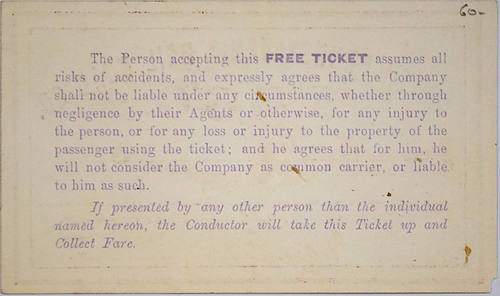 60-
The Person accepting this FREE TICKET assumes all
risks of accidents, and expressly agrees that the Company
shall not be liable under any circumstances, whether through
negligence by their Agents or otherwise, for any injury to
the person, or for any loss or injury to the property of the
passenger using the ticket; and he agrees that for him, he
will not consider the Company as common carrier, or liable
to him as such.
If presented by any other person than the individual
named hereon, the Conductor will take this Ticket up and
Collect Fare.